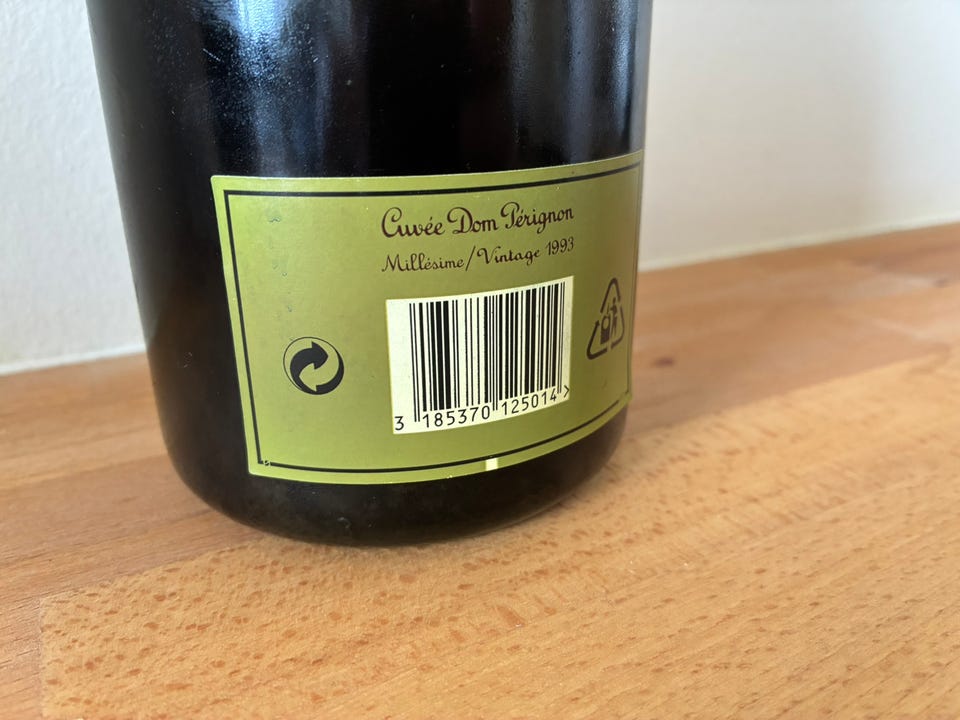 Cuvée Dom Pérignon
Millésime/Vintage 1993
3 185370 125014 >